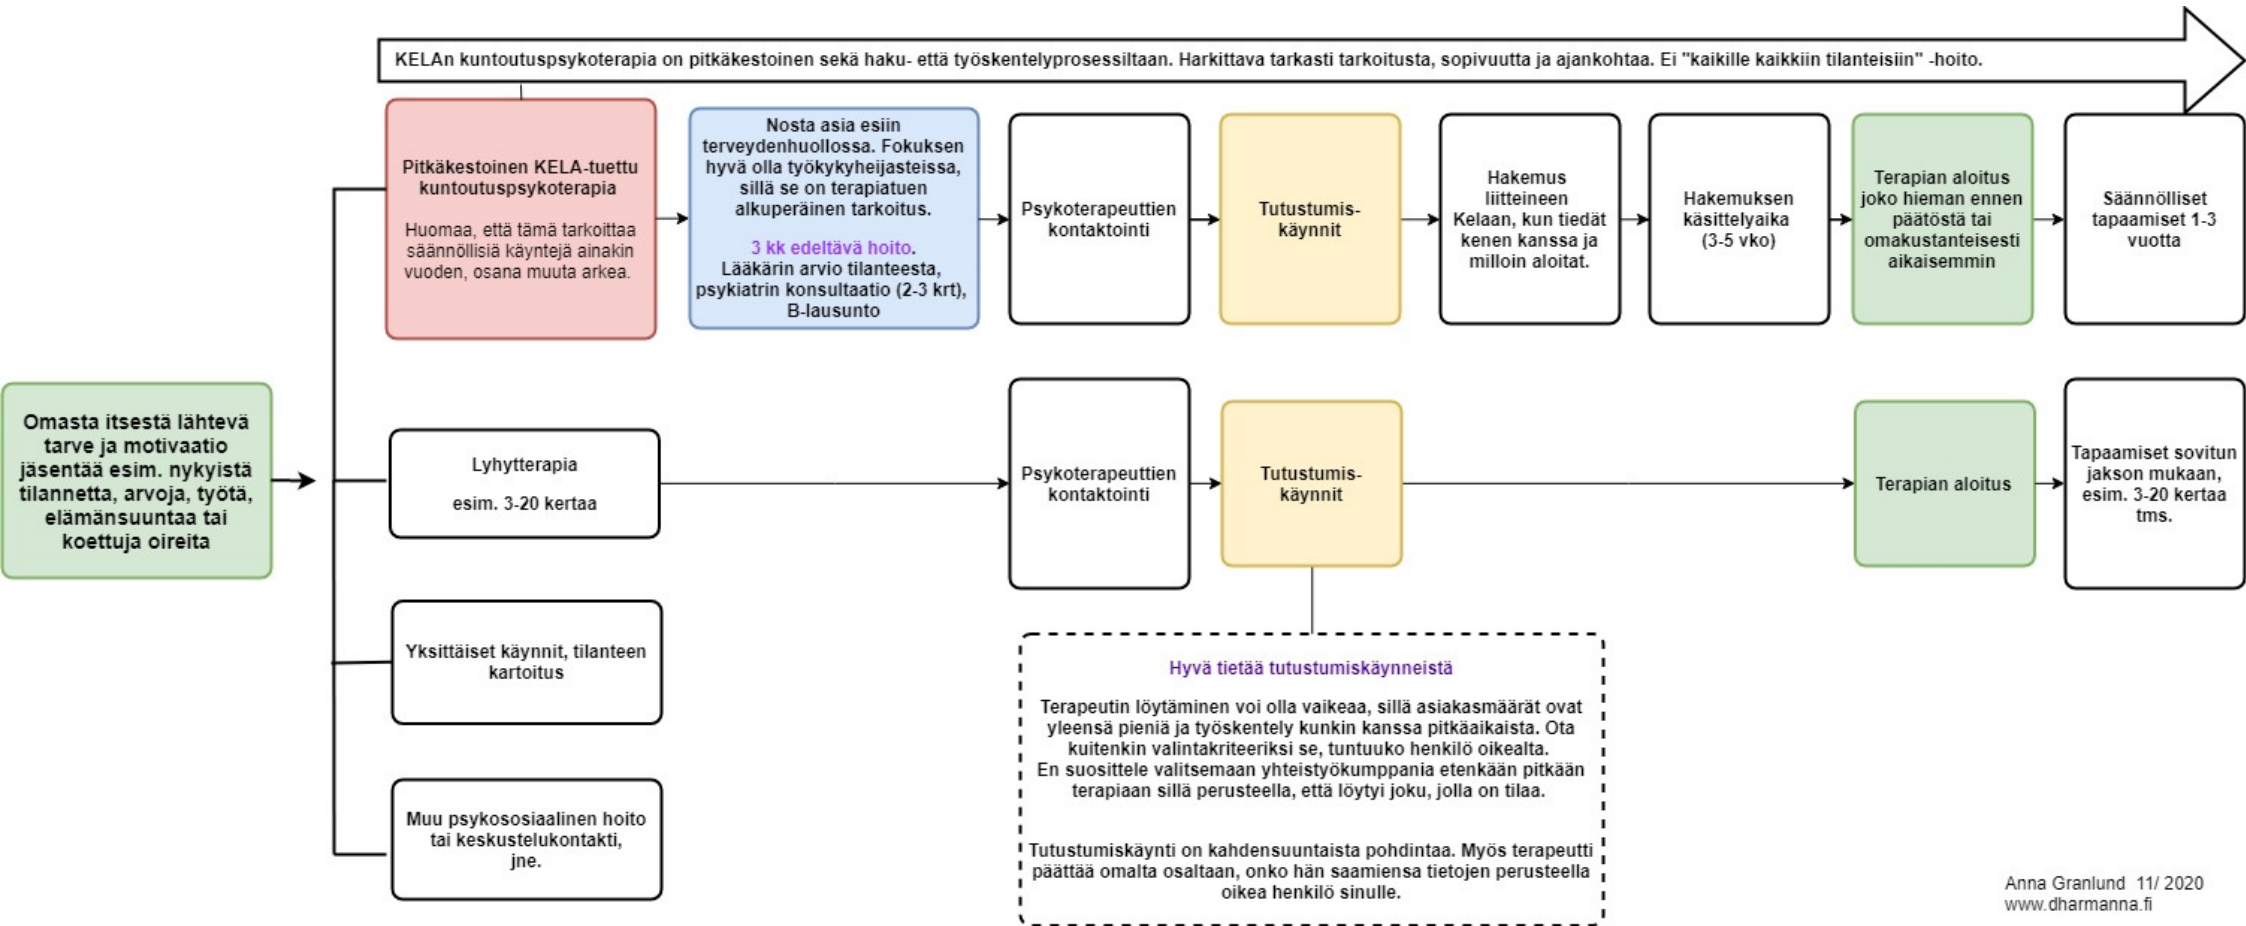 KELAn kuntoutuspsykoterapia on pitkäkestoinen sekä haku- että työskentelyprosessiltaan. Harkittava tarkasti tarkoitusta, sopivuutta ja ajankohtaa. Ei "kaikille kaikkiin tilanteisiin" -hoito.
Omasta itsestä lähtevä
tarve ja motivaatio
jäsentää esim. nykyistä
tilannetta, arvoja, työtä,
elämänsuuntaa tai
koettuja oireita
Pitkäkestoinen KELA-tuettu
kuntoutuspsykoterapia
Huomaa, että tämä tarkoittaa
säännöllisiä käyntejä ainakin
vuoden, osana muuta arkea.
Nosta asia esiin
terveydenhuollossa. Fokuksen
hyvä olla työkykyheijasteissa,
sillä se on terapiatuen
alkuperäinen tarkoitus.
3 kk edeltävä hoito.
Lääkärin arvio tilanteesta,
psykiatrin konsultaatio (2-3 krt),
B-lausunto
Psykoterapeuttien
kontaktointi
Tutustumis-
käynnit
Hakemus
liitteineen
Kelaan, kun tiedät
kenen kanssa ja
milloin aloitat.
Hakemuksen
käsittelyaika
(3-5 vko)
Terapian aloitus
joko hieman ennen
päätöstä tai
omakustanteisesti
aikaisemmin
Säännölliset
tapaamiset 1-3
vuotta
Lyhytterapia
esim. 3-20 kertaa
Psykoterapeuttien
kontaktointi
Tutustumis-
käynnit
Terapian aloitus
Tapaamiset sovitun
jakson mukaan,
esim. 3-20 kertaa
tms.
Yksittäiset käynnit, tilanteen
kartoitus
Muu psykososiaalinen hoito
tai keskustelukontakti,
jne.
Hyvä tietää tutustumiskäynneistä
Terapeutin löytäminen voi olla vaikeaa, sillä asiakasmäärät ovat
yleensä pieniä ja työskentely kunkin kanssa pitkäaikaista. Ota
kuitenkin valintakriteeriksi se, tuntuuko henkilö oikealta.
En suosittele valitsemaan yhteistyökumppania etenkään pitkään
terapiaan sillä perusteella, että löytyi joku, jolla on tilaa.
Tutustumiskäynti on kahdensuuntaista pohdintaa. Myös terapeutti
päättää omalta osaltaan, onko hän saamiensa tietojen perusteella
oikea henkilö sinulle.
Anna Granlund 11/ 2020
www.dharmanna.fi